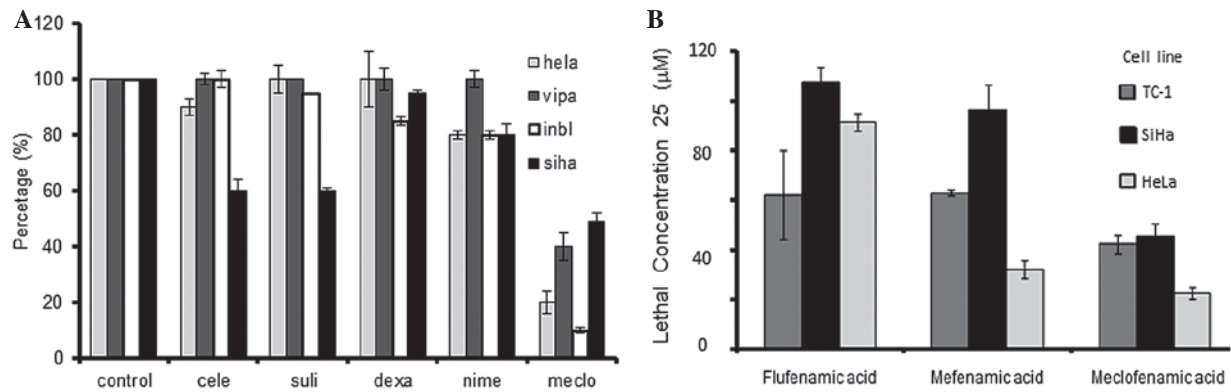 A
120
100
80
60
40
20
0
Percetage (%)
hela
vipa
inbl
siha
control cele suli dexa nime meclo
B
120
80
40
0
Lethal Concentration 25 (µM)
Cell line
TC-1
SiHa
HeLa
Flufenamic acid Mefenamic acid Meclofenamic acid